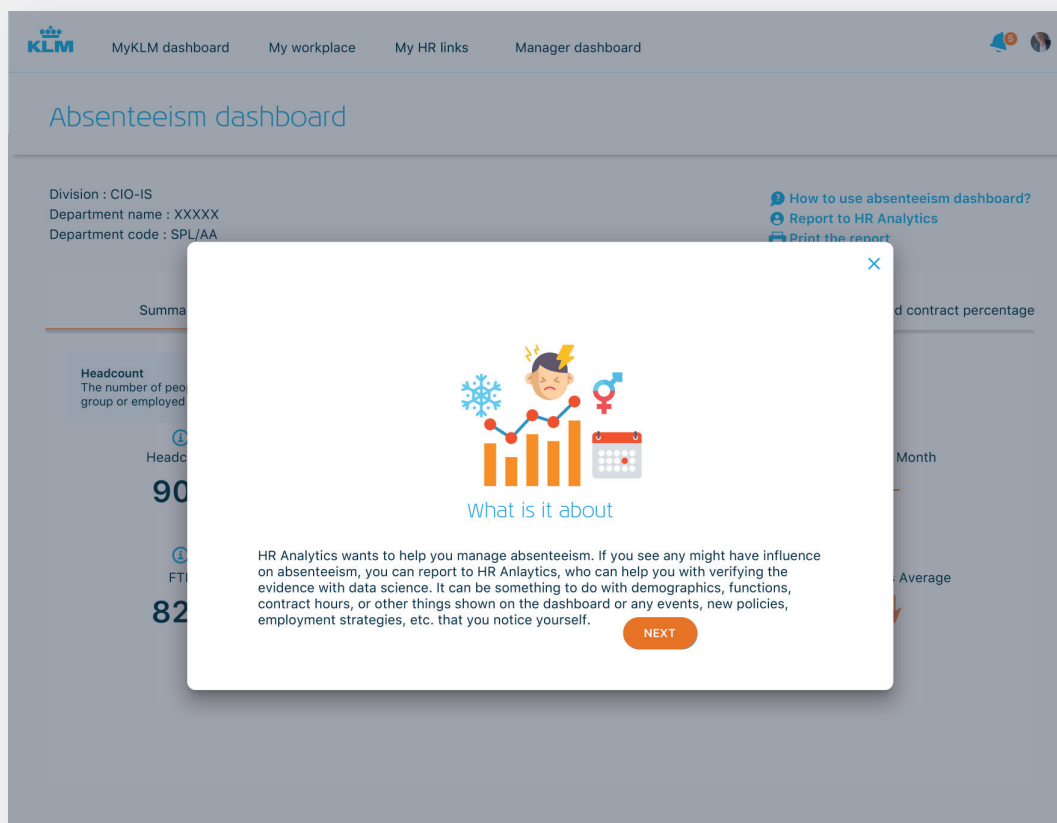 KLM
MyKLM dashboard My workplace My HR links Manager dashboard 5
Absenteeism dashboard
Division : CIO-IS
Department name : XXXXX
Department code : SPL/AA
How to use absenteeism dashboard?
Report to HR Analytics
Print the report
Summa
d contract percentage
Headcount
The number of peo
group or employed
Headc
90
FTI
82
Month
Average
What is it about
HR Analytics wants to help you manage absenteeism. If you see any might have influence
on absenteeism, you can report to HR Anlaytics, who can help you with verifying the
evidence with data science. It can be something to do with demographics, functions,
contract hours, or other things shown on the dashboard or any events, new policies,
employment strategies, etc. that you notice yourself.
NEXT